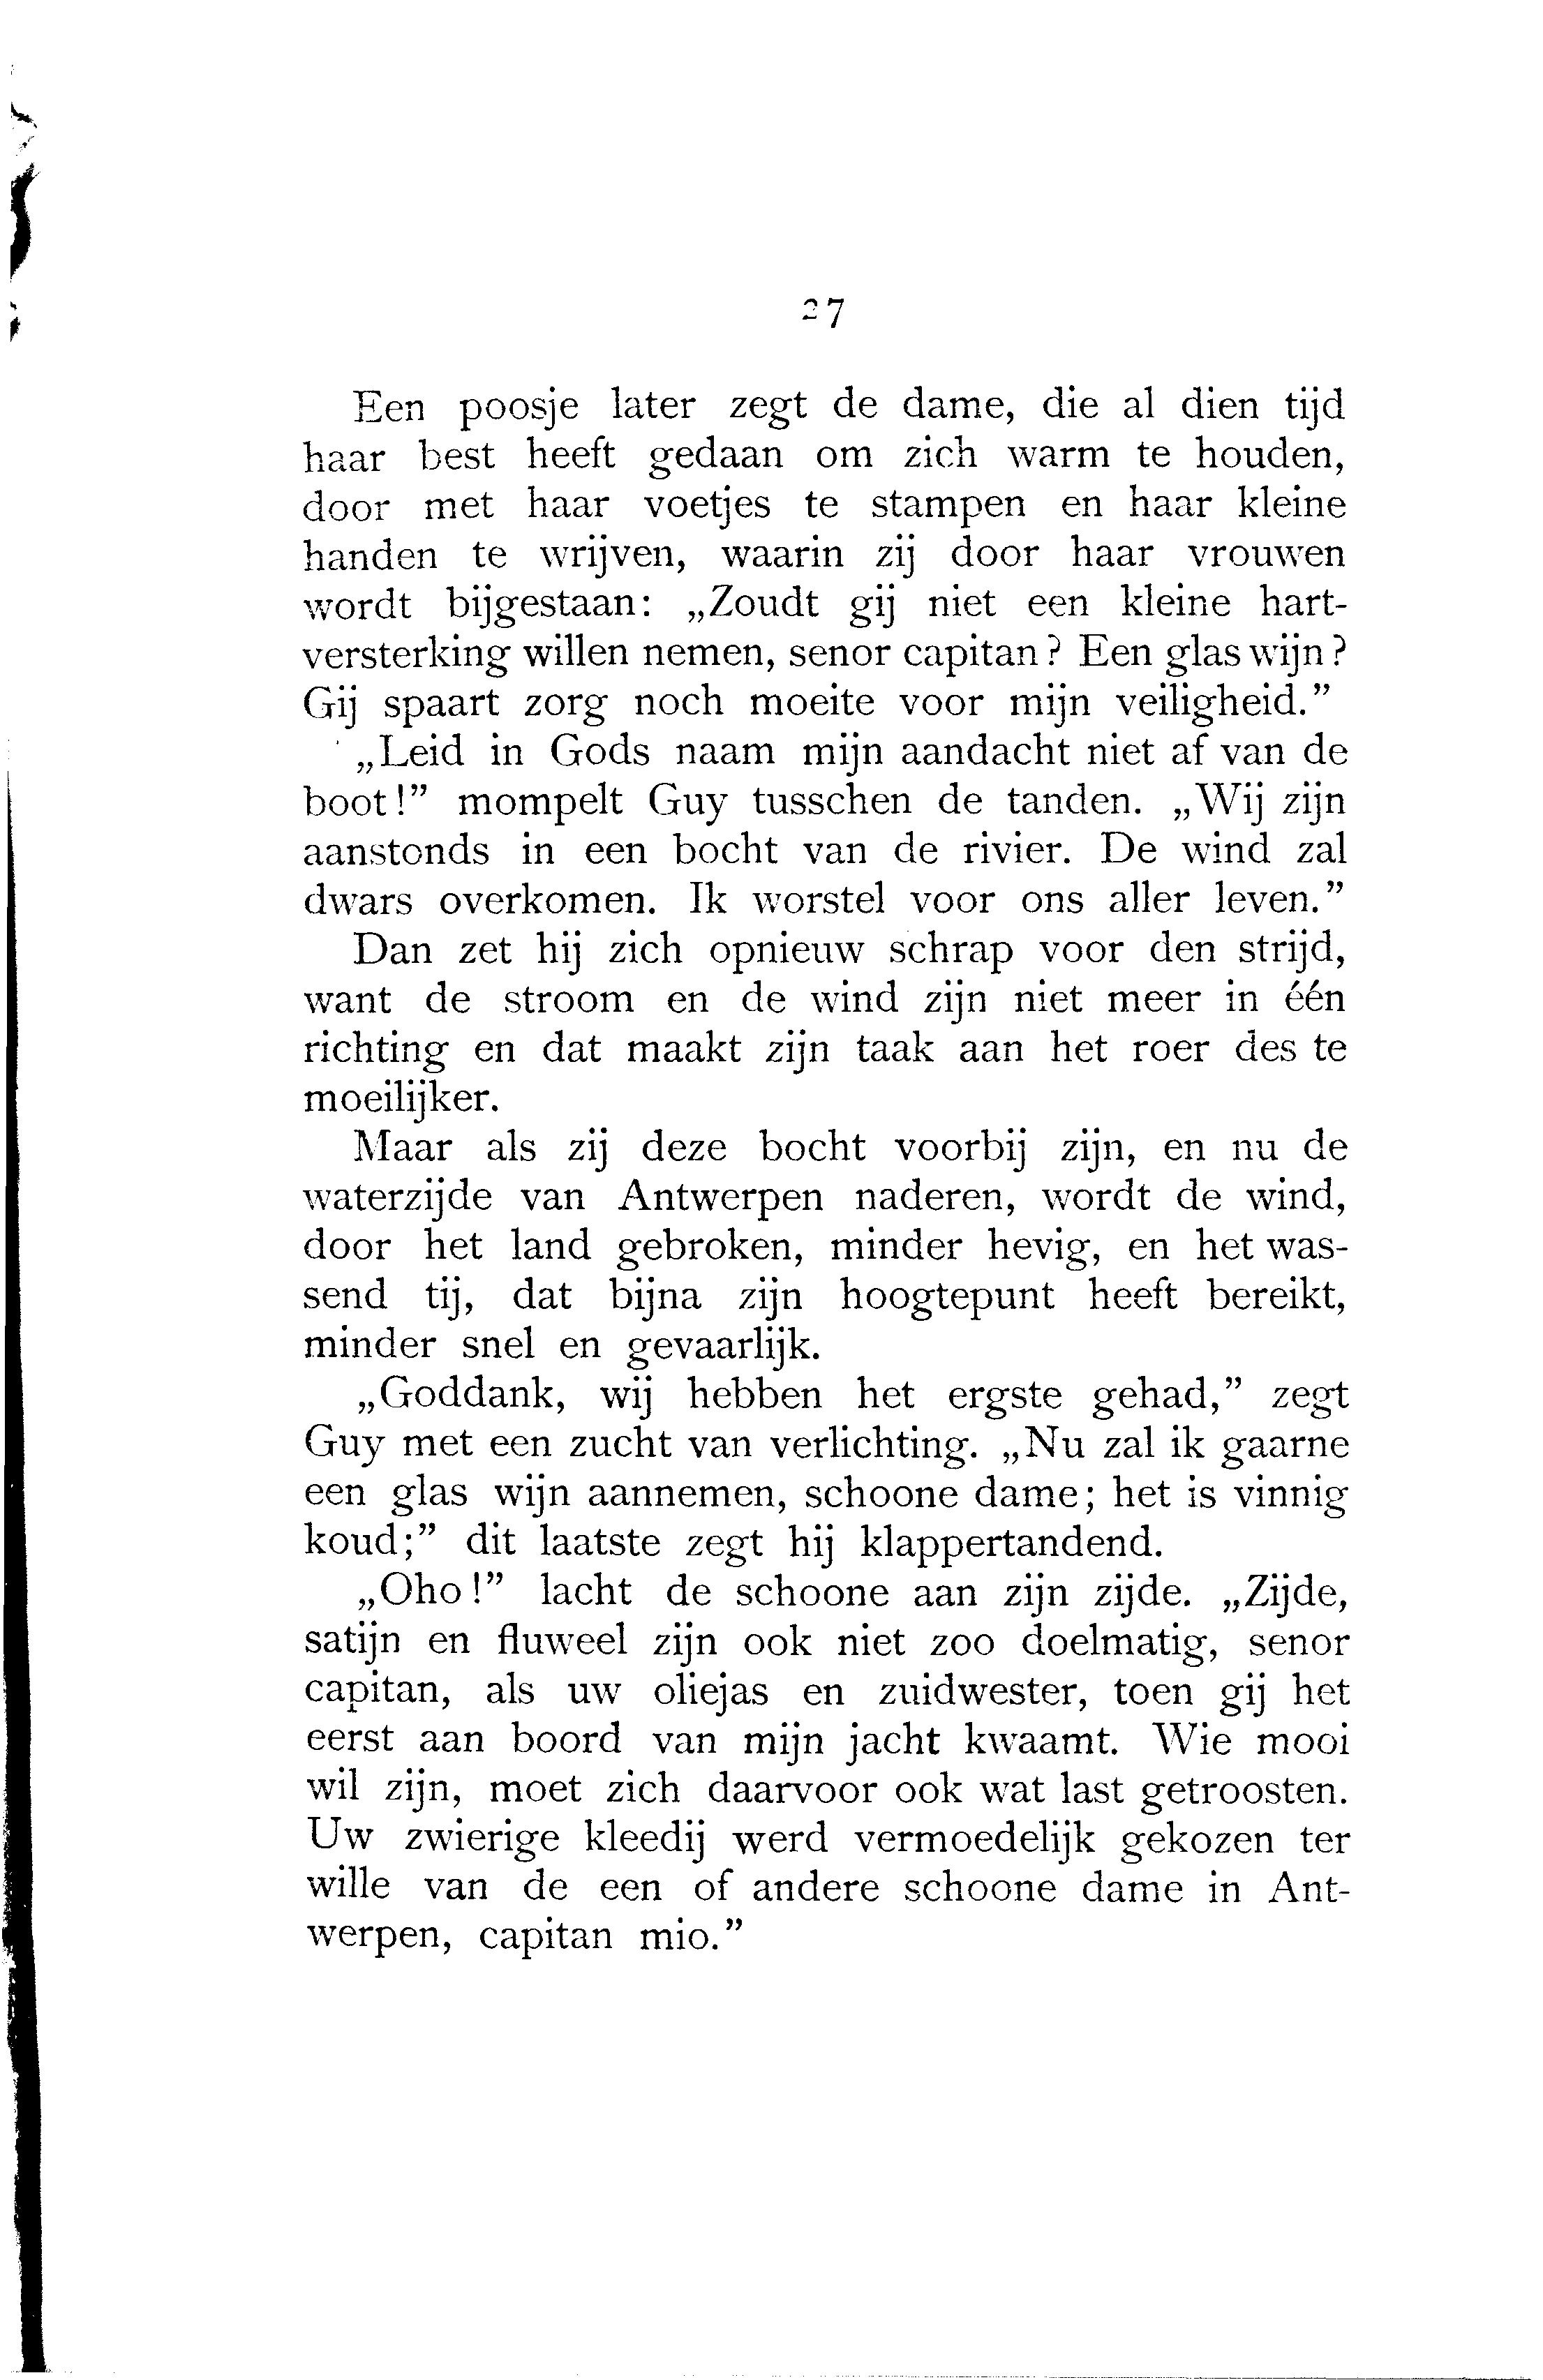 27
Een poosje later zegt de dame, die al dien tijd
haar best heeft gedaan om zich warm te houden,
door met haar voetjes te stampen en haar kleine
handen te wrijven, waarin zij door haar vrouwen
wordt bijgestaan: „Zoudt gij niet een kleine hart-
versterking willen nemen, senor capitan? Een glas wijn?
Gij spaart zorg noch moeite voor mijn veiligheid.”
„Leid in Gods naam mijn aandacht niet af van de
boot!” mompelt Guy tusschen de tanden. „Wij zijn
aanstonds in een bocht van de rivier. De wind zal
dwars overkomen. Ik worstel voor ons aller leven.”
Dan zet hij zich opnieuw schrap voor den strijd,
want de stroom en de wind zijn niet meer in één
richting en dat maakt zijn taak aan het roer des te
moeilijker.
Maar als zij deze bocht voorbij zijn, en nu de
waterzijde van Antwerpen naderen, wordt de wind,
door het land gebroken, minder hevig, en het was-
send tij, dat bijna zijn hoogtepunt heeft bereikt,
minder snel en gevaarlijk.
„Goddank, wij hebben het ergste gehad,” zegt
Guy met een zucht van verlichting. „Nu zal ik gaarne
een glas wijn aannemen, schoone dame; het is vinnig
koud;” dit laatste zegt hij klappertandend.
„Oho!” lacht de schoone aan zijn zijde. „Zijde,
satijn en fluweel zijn ook niet zoo doelmatig, senor
capitan, als uw oliejas en zuidwester, toen gij het
eerst aan boord van mijn jacht kwaamt. Wie mooi
wil zijn, moet zich daarvoor ook wat last getroosten.
Uw zwierige kleedij werd vermoedelijk gekozen ter
wille van de een of andere schoone dame in Ant-
werpen, capitan mio.”